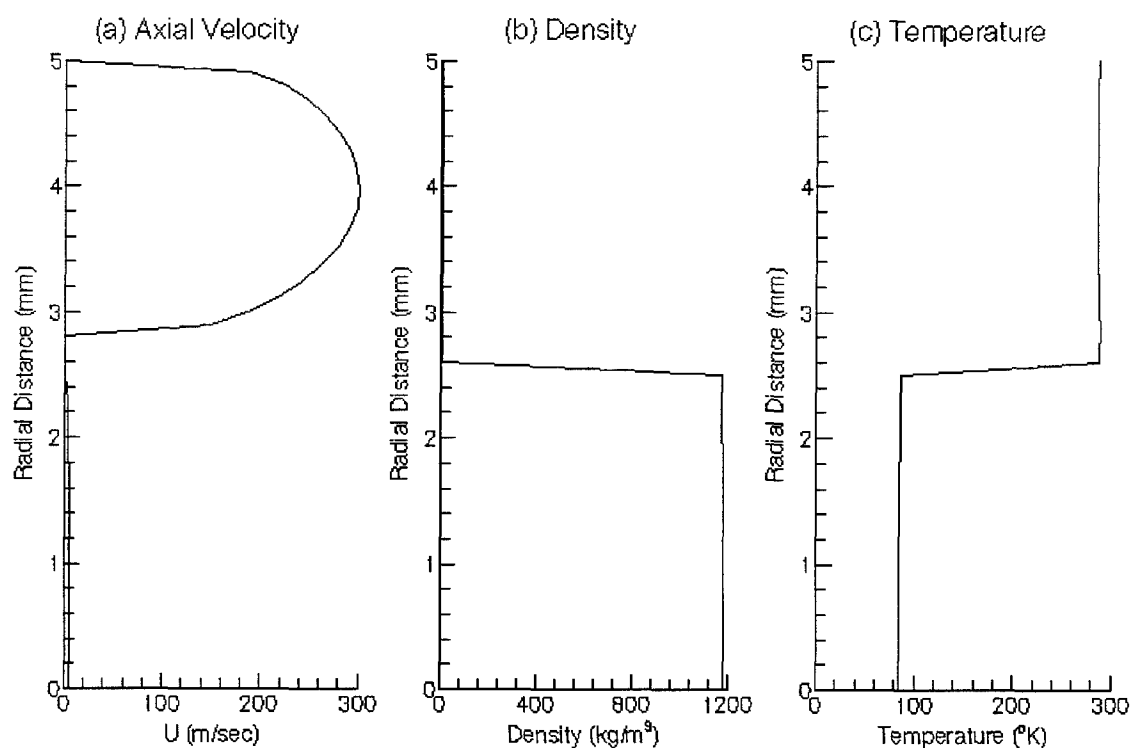 (a) Axial Velocity
(b) Density
(c) Temperature
5
4
3
2
1
0
Radial Distance (mm)
0 100 200 300
U (m/sec)
5
4
3
2
1
0
Radial Distance (mm)
0 400 800 1200
Density (kg/m³)
5
4
3
2
1
0
Radial Distance (mm)
0 100 200 300
Temperature (°K)